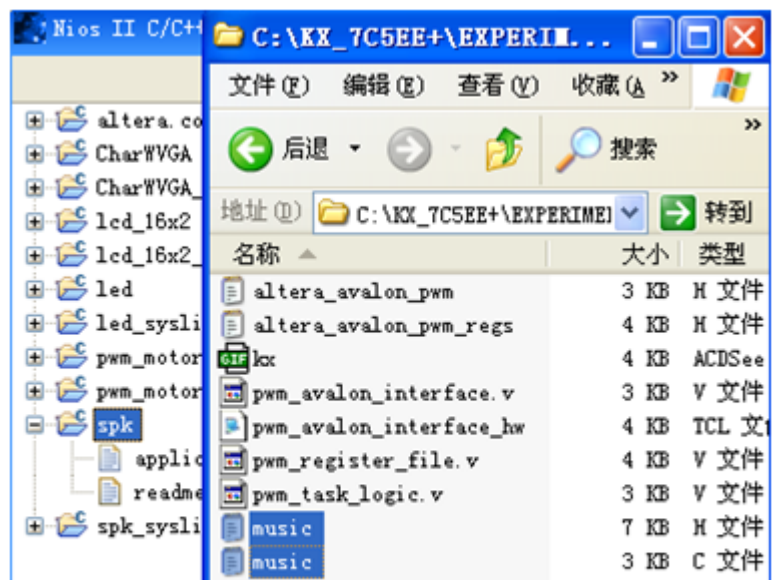 Nios II C/C++
C:\KX_7C5EE+\EXPERIM...
文件(F) 编辑(E) 查看(V) 收藏(A »
后退 搜索 »
地址(D) C:\KX_7C5EE+\EXPERIME 转到
名称 大小 类型
altera.co
CharWVGA
CharWVGA_
lcd_16x2
lcd_16x2_
led
led_sysli
pwm_motor
pwm_motor
spk
applic
readme
spk_sysli
altera_avalon_pwm 3 KB H 文件
altera_avalon_pwm_regs 4 KB H 文件
GIF kx 4 KB ACDSee
pwm_avalon_interface.v 3 KB V 文件
pwm_avalon_interface_hw 4 KB TCL 文
pwm_register_file.v 4 KB V 文件
pwm_task_logic.v 3 KB V 文件
music 7 KB H 文件
music 3 KB C 文件